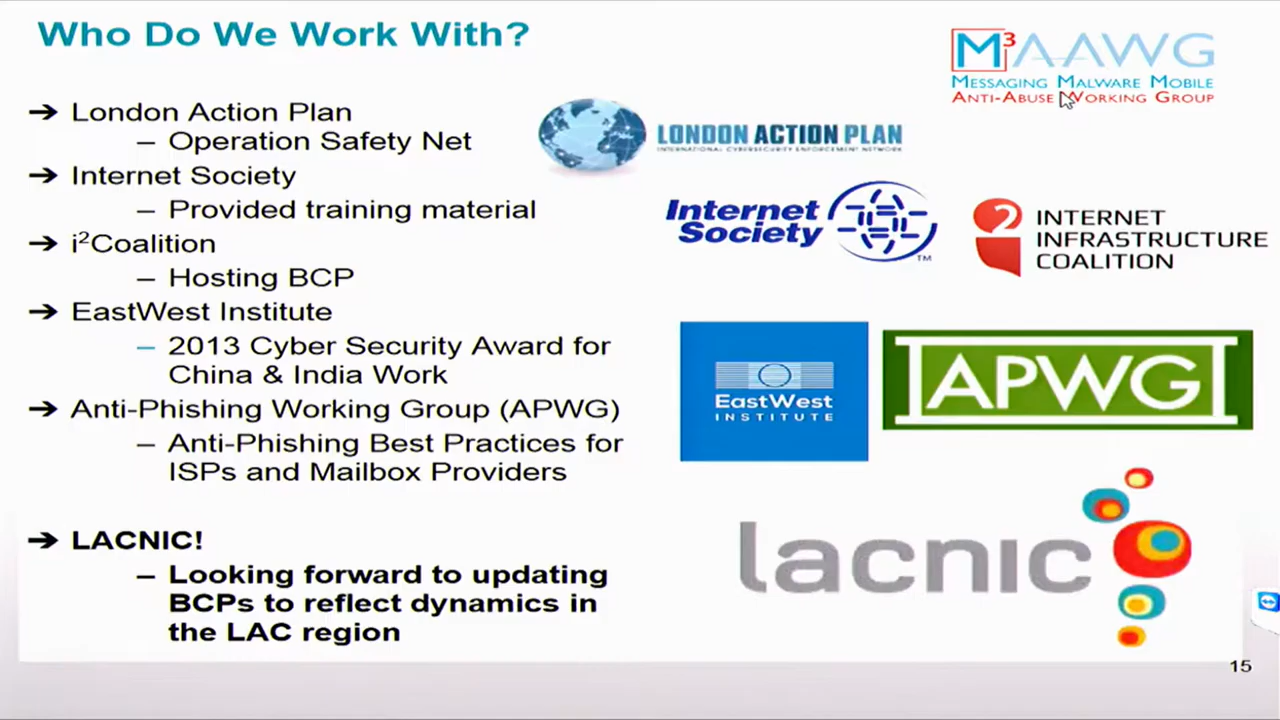 Who Do We Work With?
M³AAWG
MESSAGING MALWARE MOBILE
ANTI-ABUSE WORKING GROUP
➔ London Action Plan
– Operation Safety Net
➔ Internet Society
– Provided training material
➔ i²Coalition
– Hosting BCP
➔ EastWest Institute
– 2013 Cyber Security Award for
China & India Work
➔ Anti-Phishing Working Group (APWG)
– Anti-Phishing Best Practices for
ISPs and Mailbox Providers
➔ LACNIC!
– Looking forward to updating
BCPs to reflect dynamics in
the LAC region
LONDON ACTION PLAN
INTERNATIONAL CYBERSECURITY ENFORCEMENT NETWORK
Internet
Society
TM
i2
INTERNET
INFRASTRUCTURE
COALITION
EastWest
INSTITUTE
APWG
lacnic
15